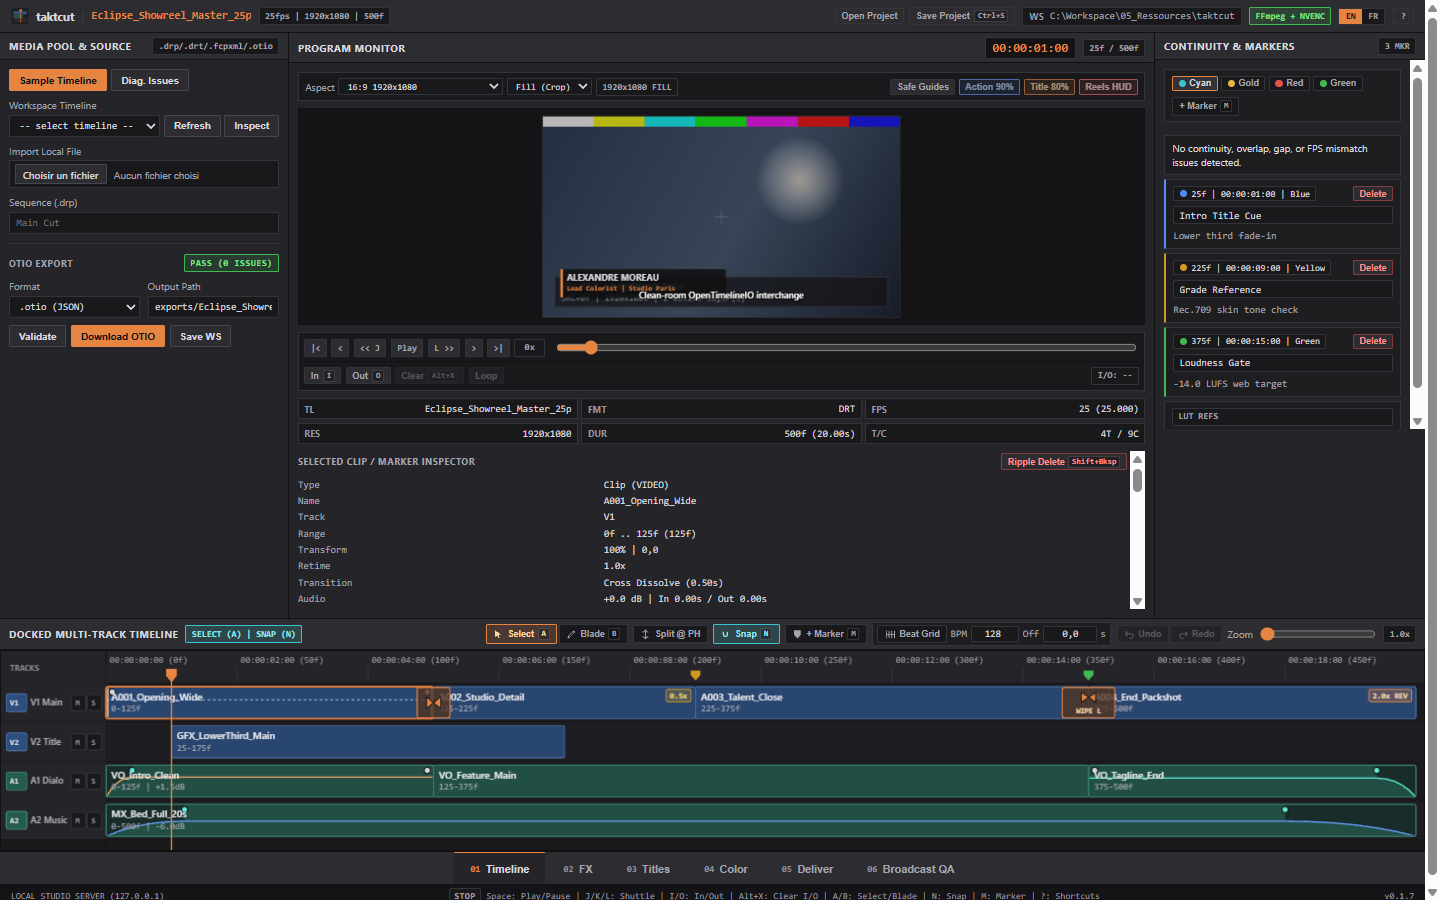 taktcut Eclipse_Showreel_Master_25p 25fps | 1920x1080 | 500f Open Project Save Project Ctrl+S WS C:\Workspace\05_Ressources\taktcut FFmpeg + NVENC EN FR ?
MEDIA POOL & SOURCE .drp/.drt/.fcpxml/.otio
Sample Timeline Diag. Issues
Workspace Timeline
-- select timeline -- Refresh Inspect
Import Local File
Choisir un fichier Aucun fichier choisi
Sequence (.drp)
Main Cut
OTIO EXPORT PASS (0 ISSUES)
Format Output Path
.otio (JSON) exports/Eclipse_Showre
Validate Download OTIO Save WS
PROGRAM MONITOR 00:00:01:00 25f / 500f
Aspect 16:9 1920x1080 Fill (Crop) 1920x1080 FILL Safe Guides Action 90% Title 80% Reels HUD
ALEXANDRE MOREAU
Lead Colorist | Studio Paris
Clean-room OpenTimelineIO interchange
|< < << J Play L >> > >| 0x
In I Out O Clear Alt+X Loop I/O: --
TL Eclipse_Showreel_Master_25p FMT DRT FPS 25 (25.000)
RES 1920x1080 DUR 500f (20.00s) T/C 4T / 9C
SELECTED CLIP / MARKER INSPECTOR Ripple Delete Shift+Bksp
Type Clip (VIDEO)
Name A001_Opening_Wide
Track V1
Range 0f .. 125f (125f)
Transform 100% | 0,0
Retime 1.0x
Transition Cross Dissolve (0.50s)
Audio +0.0 dB | In 0.00s / Out 0.00s
CONTINUITY & MARKERS 3 MKR
Cyan Gold Red Green
+ Marker M
No continuity, overlap, gap, or FPS mismatch
issues detected.
25f | 00:00:01:00 | Blue Delete
Intro Title Cue
Lower third fade-in
225f | 00:00:09:00 | Yellow Delete
Grade Reference
Rec.709 skin tone check
375f | 00:00:15:00 | Green Delete
Loudness Gate
-14.0 LUFS web target
LUT REFS
DOCKED MULTI-TRACK TIMELINE SELECT (A) | SNAP (N) Select A Blade B Split @ PH Snap N + Marker M Beat Grid BPM 128 Off 0,0 s Undo Redo Zoom 1.0x
TRACKS 00:00:00:00 (0f) 00:00:02:00 (50f) 00:00:04:00 (100f) 00:00:06:00 (150f) 00:00:08:00 (200f) 00:00:10:00 (250f) 00:00:12:00 (300f) 00:00:14:00 (350f) 00:00:16:00 (400f) 00:00:18:00 (450f)
V1 V1 Main M S A001_Opening_Wide 02_Studio_Detail 0.5x A003_Talent_Close _End_Packshot 2.0x REV
0-125f 5-225f 225-375f WIPE L 500f
V2 V2 Title M S GFX_LowerThird_Main
25-175f
A1 A1 Dialo M S VO_Intro_Clean VO_Feature_Main VO_Tagline_End
0-125f | +1.5dB 125-375f 375-500f
A2 A2 Music M S MX_Bed_Full_20s
0-500f | -6.0dB
01 Timeline 02 FX 03 Titles 04 Color 05 Deliver 06 Broadcast QA
LOCAL STUDIO SERVER (127.0.0.1) STOP Space: Play/Pause | J/K/L: Shuttle | I/O: In/Out | Alt+X: Clear I/O | A/B: Select/Blade | N: Snap | M: Marker | ?: Shortcuts v0.1.7